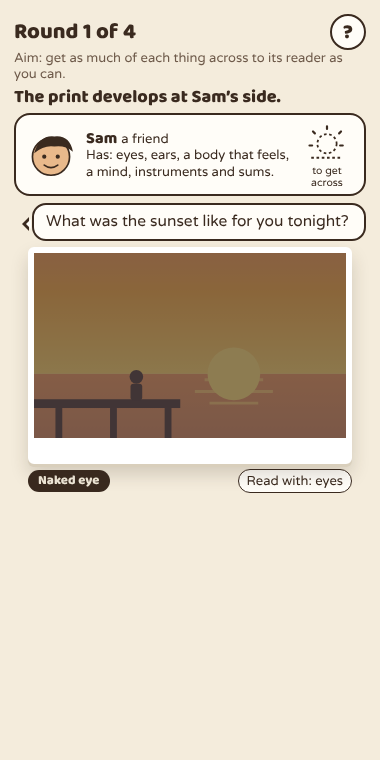 Round 1 of 4
?
Aim: get as much of each thing across to its reader as
you can.
The print develops at Sam's side.
Sam a friend
Has: eyes, ears, a body that feels,
a mind, instruments and sums.
to get
across
What was the sunset like for you tonight?
Naked eye
Read with: eyes